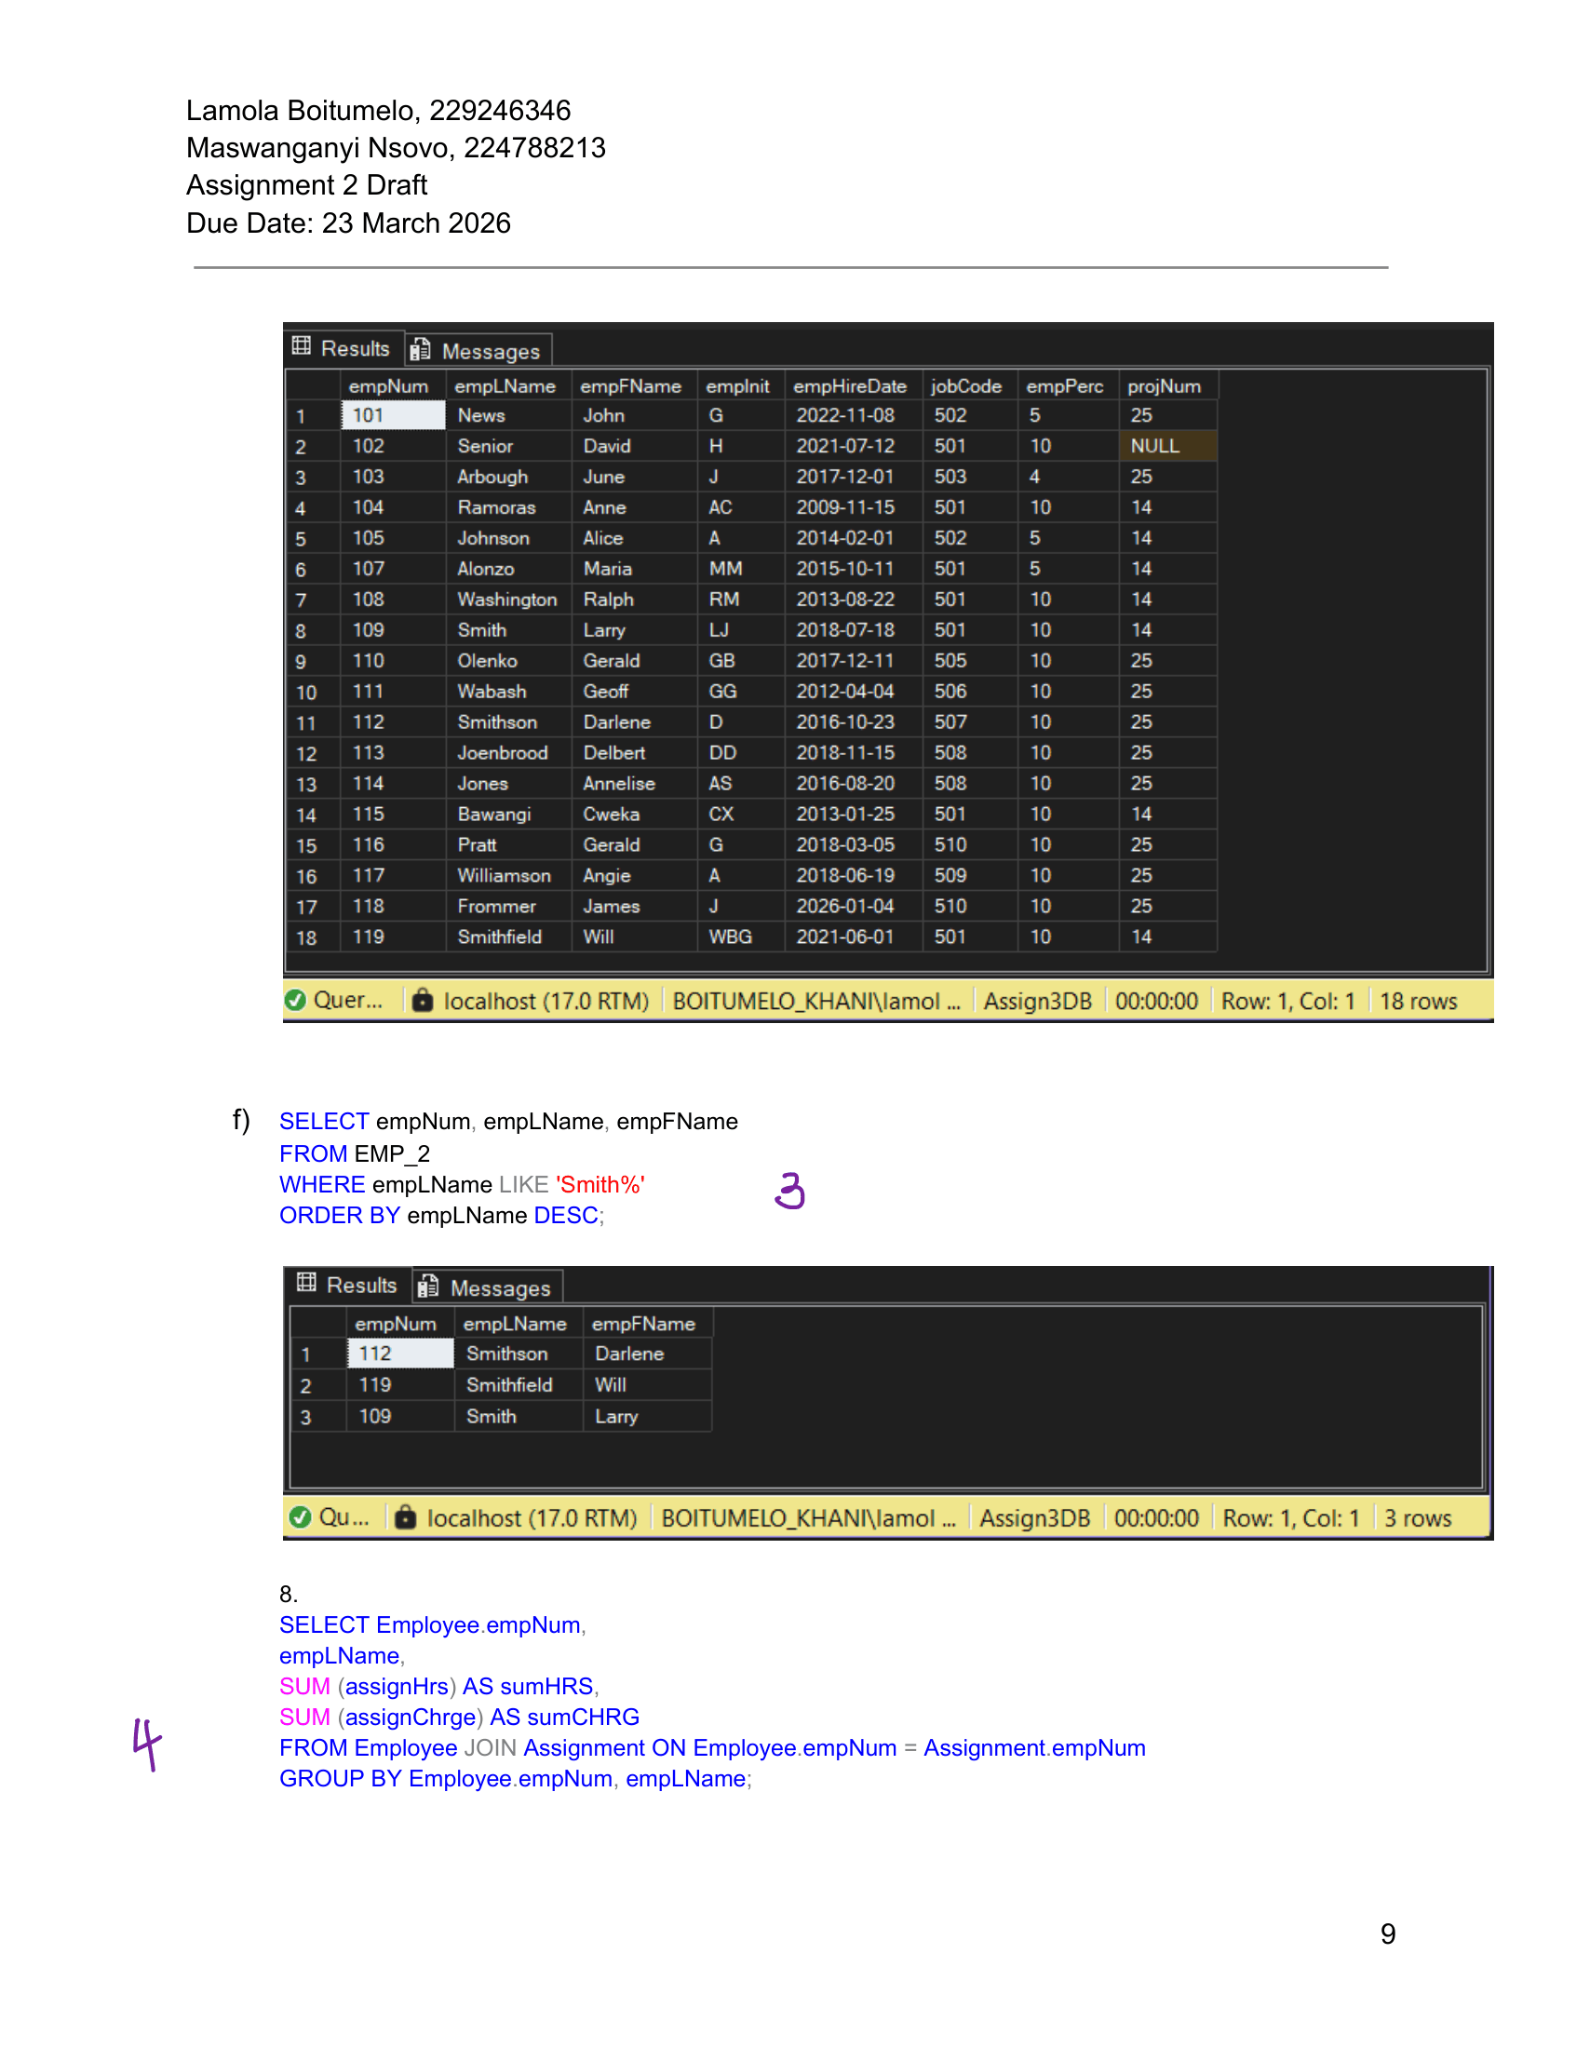 Lamola Boitumelo, 229246346
Maswanganyi Nsovo, 224788213
Assignment 2 Draft
Due Date: 23 March 2026
Results Messages
empNum empLName empFName empInit empHireDate jobCode empPerc projNum
1 101 News John G 2022-11-08 502 5 25
2 102 Senior David H 2021-07-12 501 10 NULL
3 103 Arbough June J 2017-12-01 503 4 25
4 104 Ramoras Anne AC 2009-11-15 501 10 14
5 105 Johnson Alice A 2014-02-01 502 5 14
6 107 Alonzo Maria MM 2015-10-11 501 5 14
7 108 Washington Ralph RM 2013-08-22 501 10 14
8 109 Smith Larry LJ 2018-07-18 501 10 14
9 110 Olenko Gerald GB 2017-12-11 505 10 25
10 111 Wabash Geoff GG 2012-04-04 506 10 25
11 112 Smithson Darlene D 2016-10-23 507 10 25
12 113 Joenbrood Delbert DD 2018-11-15 508 10 25
13 114 Jones Annelise AS 2016-08-20 508 10 25
14 115 Bawangi Cweka CX 2013-01-25 501 10 14
15 116 Pratt Gerald G 2018-03-05 510 10 25
16 117 Williamson Angie A 2018-06-19 509 10 25
17 118 Frommer James J 2026-01-04 510 10 25
18 119 Smithfield Will WBG 2021-06-01 501 10 14
Quer... localhost (17.0 RTM) BOITUMELO_KHANI\lamol ... Assign3DB 00:00:00 Row: 1, Col: 1 18 rows
f) SELECT empNum, empLName, empFName
FROM EMP_2
WHERE empLName LIKE 'Smith%'
3
ORDER BY empLName DESC;
Results Messages
empNum empLName empFName
1 112 Smithson Darlene
2 119 Smithfield Will
3 109 Smith Larry
Qu... localhost (17.0 RTM) BOITUMELO_KHANI\lamol ... Assign3DB 00:00:00 Row: 1, Col: 1 3 rows
8.
SELECT Employee.empNum,
empLName,
SUM (assignHrs) AS sumHRS,
SUM (assignChrge) AS sumCHRG
4
FROM Employee JOIN Assignment ON Employee.empNum = Assignment.empNum
GROUP BY Employee.empNum, empLName;
9